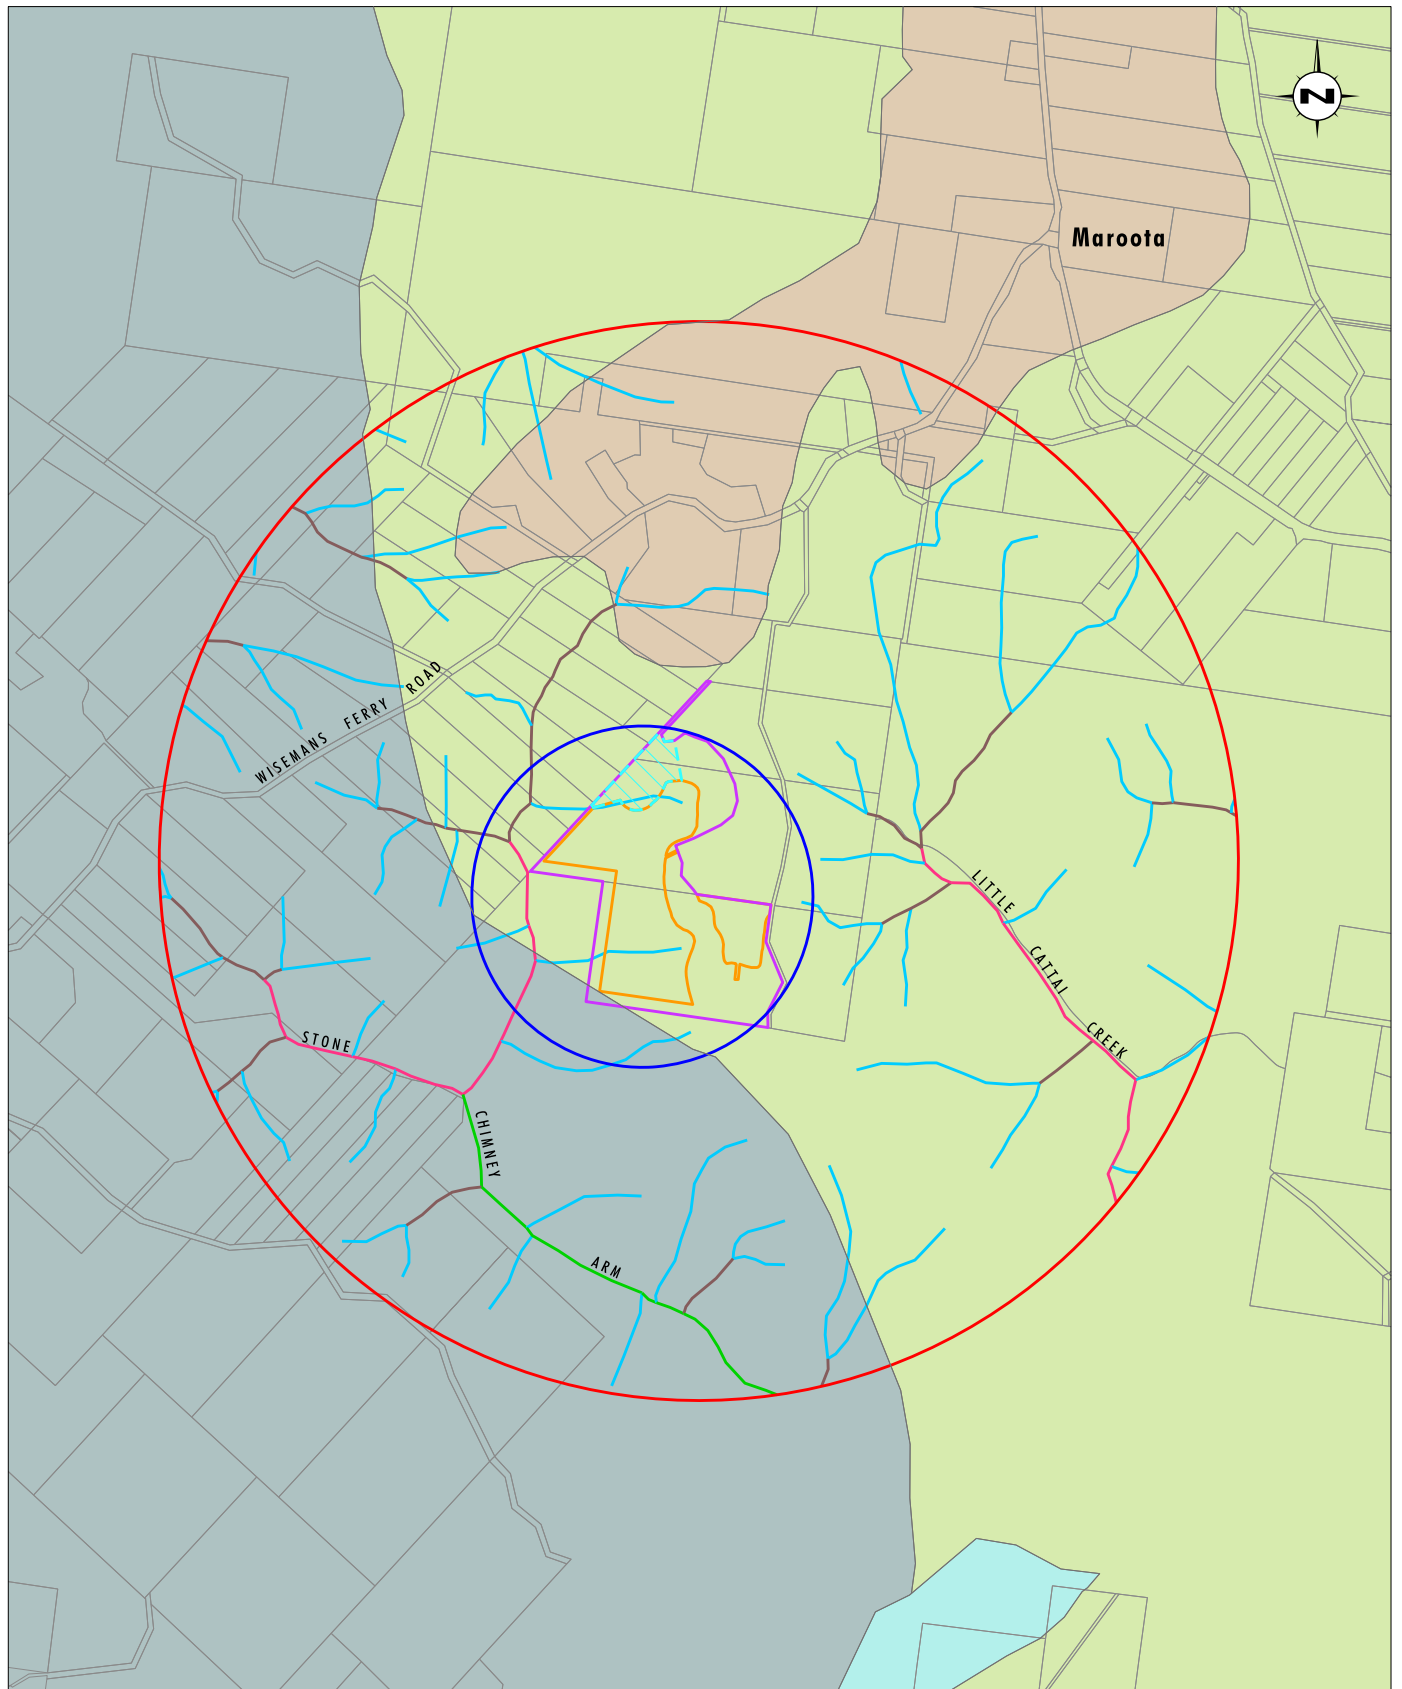 N
Maroota
WISEMANS FERRY ROAD
LITTLE CATTAI CREEK
STONE CHIMNEY ARM